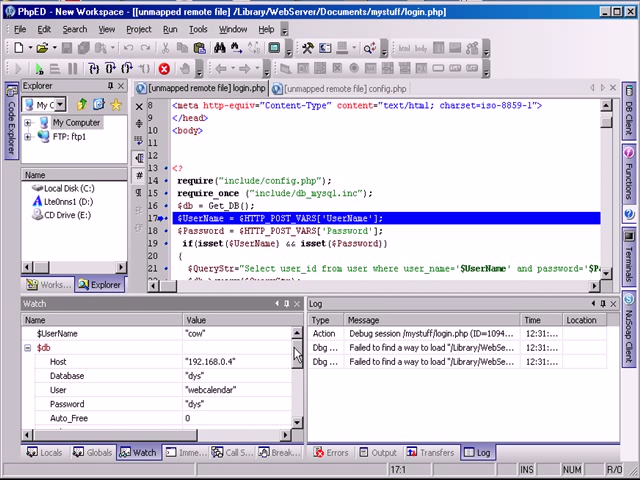 PhpED - New Workspace - [[unmapped remote file] /Library/WebServer/Documents/mystuff/login.php]
File Edit Search View Project Run Tools Window Help
Explorer
My C
My Computer
FTP: ftp1
Name
Local Disk (C:)
Lte0nns1 (D:)
CD Drive (E:)
Works... Explorer
Code Explorer
[unmapped remote file] login.php [unmapped remote file] config.php
8 <meta http-equiv="Content-Type" content="text/html; charset=iso-8859-1">
9 </head>
10 <body>
12
13 <?
14 require("include/config.php");
15 require_once ("include/db_mysql.inc");
16 $db = Get_DB();
17 $UserName = $HTTP_POST_VARS['UserName'];
18 $Password = $HTTP_POST_VARS['Password'];
19 if(isset($UserName) && isset($Password))
{
21 $QueryStr="Select user_id from user where user_name='$UserName' and password='$Pa
DB Client
Functions
Terminals
NuSoap Client
Watch
Name Value
$UserName "cow"
$db
Host "192.168.0.4"
Database "dys"
User "webcalendar"
Password "dys"
Auto_Free 0
Locals Globals Watch Imme... Call S... Break...
Log
Type Message Time Location
Action Debug session /mystuff/login.php (ID=1094... 12:31:...
Dbg ... Failed to find a way to load "/Library/WebSe... 12:31:...
Dbg ... Failed to find a way to load "/Library/WebSe... 12:31:...
Errors Output Transfers Log
17:1 INS NUM R/O